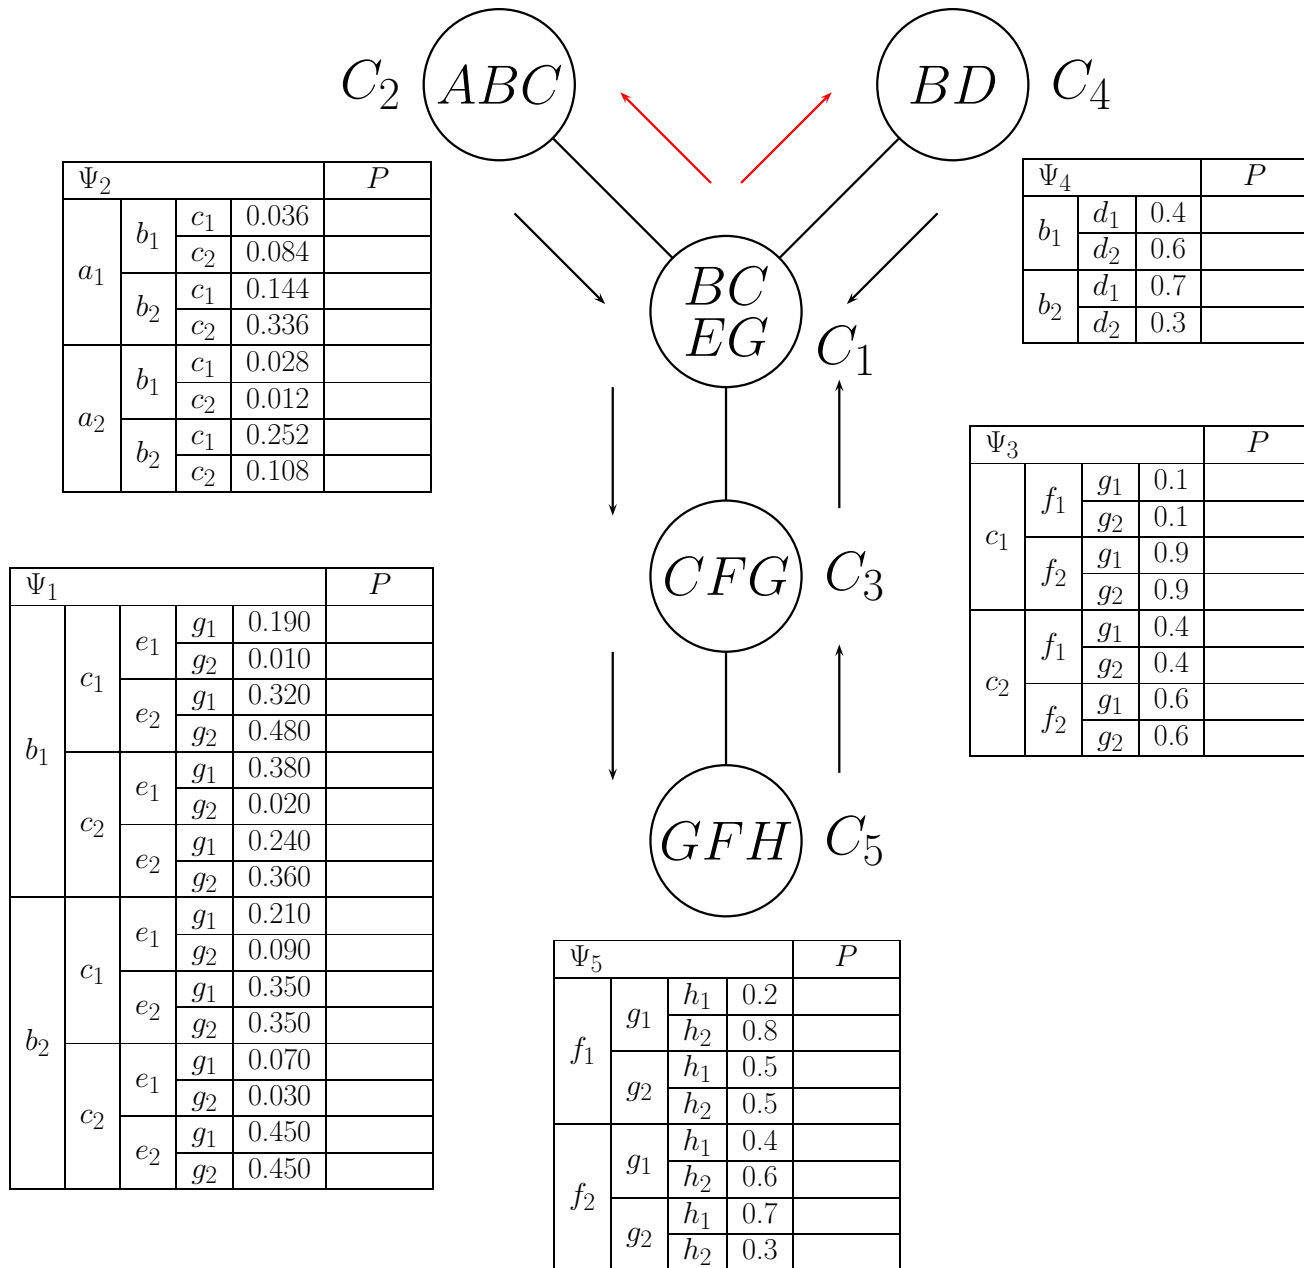 C2 ABC
BD C4
Ψ2 P
a1 b1 c1 0.036
c2 0.084
b2 c1 0.144
c2 0.336
a2 b1 c1 0.028
c2 0.012
b2 c1 0.252
c2 0.108
Ψ4 P
b1 d1 0.4
d2 0.6
b2 d1 0.7
d2 0.3
BC
EG
C1
Ψ3 P
c1 f1 g1 0.1
g2 0.1
f2 g1 0.9
g2 0.9
c2 f1 g1 0.4
g2 0.4
f2 g1 0.6
g2 0.6
CFG C3
Ψ1 P
b1 c1 e1 g1 0.190
g2 0.010
e2 g1 0.320
g2 0.480
c2 e1 g1 0.380
g2 0.020
e2 g1 0.240
g2 0.360
b2 c1 e1 g1 0.210
g2 0.090
e2 g1 0.350
g2 0.350
c2 e1 g1 0.070
g2 0.030
e2 g1 0.450
g2 0.450
GFH C5
Ψ5 P
f1 g1 h1 0.2
h2 0.8
g2 h1 0.5
h2 0.5
f2 g1 h1 0.4
h2 0.6
g2 h1 0.7
h2 0.3